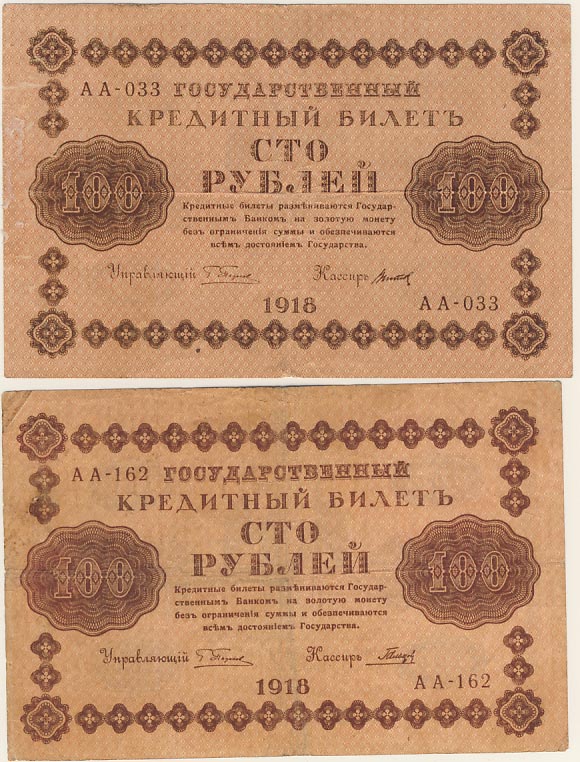 АА-033 ГОСУДАРСТВЕННЫЙ
КРЕДИТНЫЙ БИЛЕТЪ
СТО
РУБЛЕЙ
100 100
Кредитные билеты размѣниваются Государ-
ственнымъ Банкомъ на золотую монету
безъ ограниченія суммы и обезпечиваются
всѣмъ достояніемъ Государства.
Управляющій Кассиръ
1918 АА-033
АА-162 ГОСУДАРСТВЕННЫЙ
КРЕДИТНЫЙ БИЛЕТЪ
СТО
РУБЛЕЙ
100 100
Кредитные билеты размѣниваются Государ-
ственнымъ Банкомъ на золотую монету
безъ ограниченія суммы и обезпечиваются
всѣмъ достояніемъ Государства.
Управляющій Кассиръ
1918 АА-162